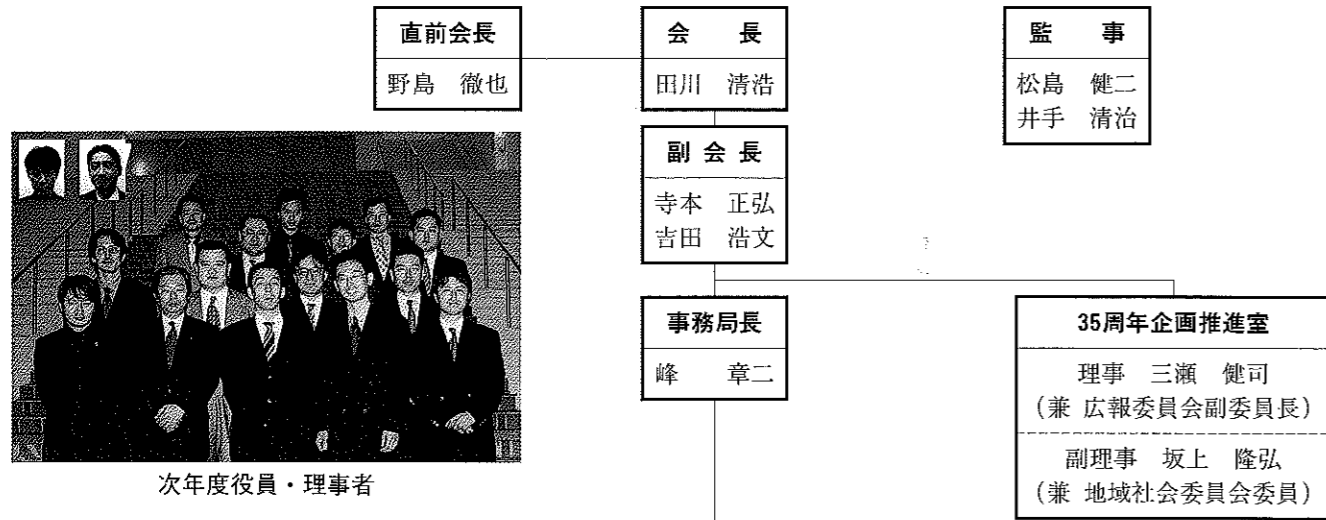 直前会長
野島　徹也
会　長
田川　清浩
監　事
松島　健二
井手　清治
副会長
寺本　正弘
吉田　浩文
事務局長
峰　章二
35周年企画推進室
理事　三瀬　健司
（兼 広報委員会副委員長）
副理事　坂上　隆弘
（兼 地域社会委員会委員）
次年度役員・理事者